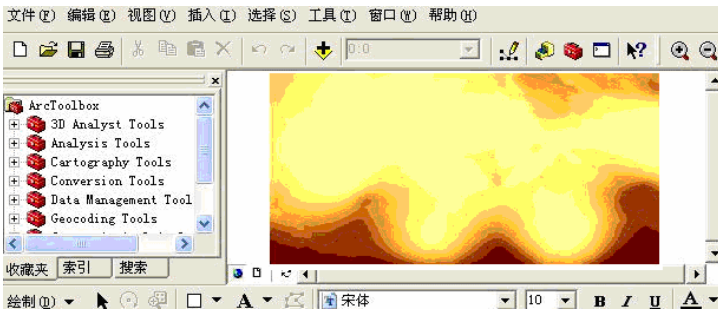 文件(F) 编辑(E) 视图(V) 插入(I) 选择(S) 工具(T) 窗口(W) 帮助(H)
0:0
ArcToolbox
3D Analyst Tools
Analysis Tools
Cartography Tools
Conversion Tools
Data Management Tool
Geocoding Tools
收藏夹 索引 搜索
绘制(D) A 宋体 10 B I U A